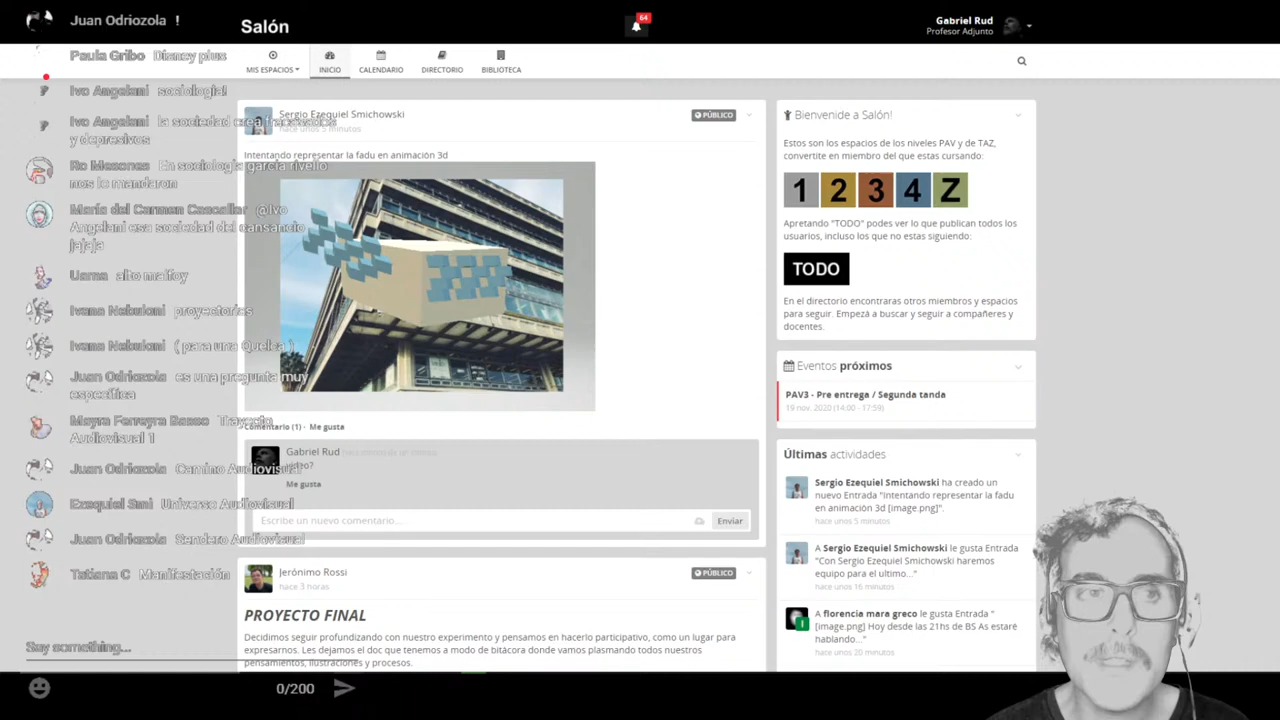 Juan Odriozola !
Salón
64
Gabriel Rud
Profesor Adjunto
Paula Gribo Disney plus
Ivo Angelani sociología!
Ivo Angelani la sociedad crea fracasados
y depresivos
Ro Mesones En sociología garcia rivello
nos lo mandaron
María del Carmen Cascallar @Ivo
Angelani esa sociedad del cansancio
jajaja
alto malfoy
proyectorias
( para una Quelca )
Juan Odriozola es una pregunta muy
específica
Mayra Ferreyra Basso Trayecto
Audiovisual 1
Juan Odriozola Camino Audiovisual
Ezequiel Smi Universo Audiovisual
Juan Odriozola Sendero Audiovisual
Tatiana C Manifestación
Say something...
0/200
MIS ESPACIOS
INICIO
CALENDARIO
DIRECTORIO
BIBLIOTECA
Sergio Ezequiel Smichowski
hace unos 5 minutos
PÚBLICO
Intentando representar la fadu en animación 3d
Comentario (1) · Me gusta
Gabriel Rud
video?
Me gusta
Escribe un nuevo comentario...
Enviar
Jerónimo Rossi
hace 3 horas
PÚBLICO
PROYECTO FINAL
Decidimos seguir profundizando con nuestro experimento y pensamos en hacerlo participativo, como un lugar para
expresarnos. Les dejamos el doc que tenemos a modo de bitácora donde vamos plasmando todos nuestros
pensamientos, ilustraciones y procesos.
Bienvenide a Salón!
Estos son los espacios de los niveles PAV y de TAZ,
convertite en miembro del que estas cursando:
1 2 3 4 Z
Apretando "TODO" podes ver lo que publican todos los
usuarios, incluso los que no estas siguiendo:
TODO
En el directorio encontraras otros miembros y espacios
para seguir. Empezá a buscar y seguir a compañeres y
docentes.
Eventos próximos
PAV3 - Pre entrega / Segunda tanda
19 nov. 2020 (14:00 - 17:59)
Últimas actividades
Sergio Ezequiel Smichowski ha creado un
nuevo Entrada "Intentando representar la fadu
en animación 3d [image.png]".
hace unos 5 minutos
A Sergio Ezequiel Smichowski le gusta Entrada
"Con Sergio Ezequiel Smichowski haremos
equipo para el ultimo..."
hace unos 16 minutos
A florencia mara greco le gusta Entrada "
[image.png] Hoy desde las 21hs de BS As estaré
hablando..."
hace unos 20 minutos